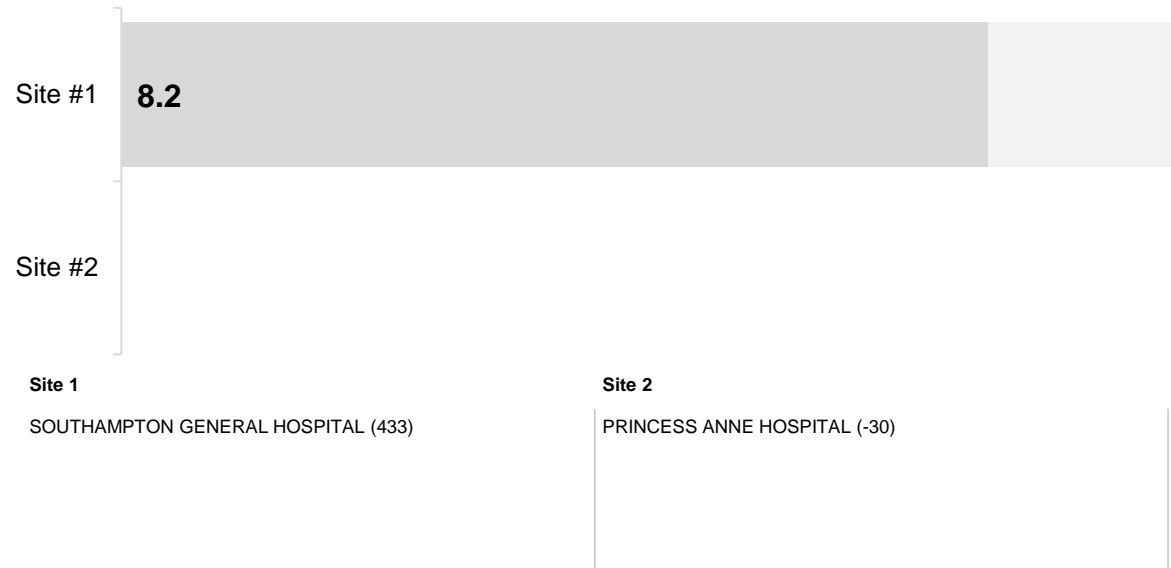 Site #1
8.2
Site #2
Site 1
Site 2
SOUTHAMPTON GENERAL HOSPITAL (433)
PRINCESS ANNE HOSPITAL (-30)